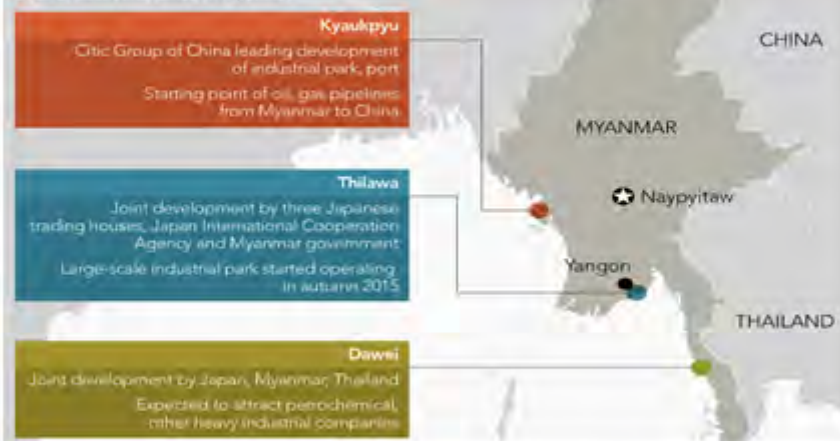 Kyaukpyu
Citic Group of China leading development
of industrial park, port
Starting point of oil, gas pipelines
from Myanmar to China
Thilawa
Joint development by three Japanese
trading houses, Japan International Cooperation
Agency and Myanmar government
Large-scale industrial park started operating
in autumn 2015
Dawei
Joint development by Japan, Myanmar, Thailand
Expected to attract petrochemical,
other heavy industrial companies
CHINA
MYANMAR
Naypyitaw
Yangon
THAILAND